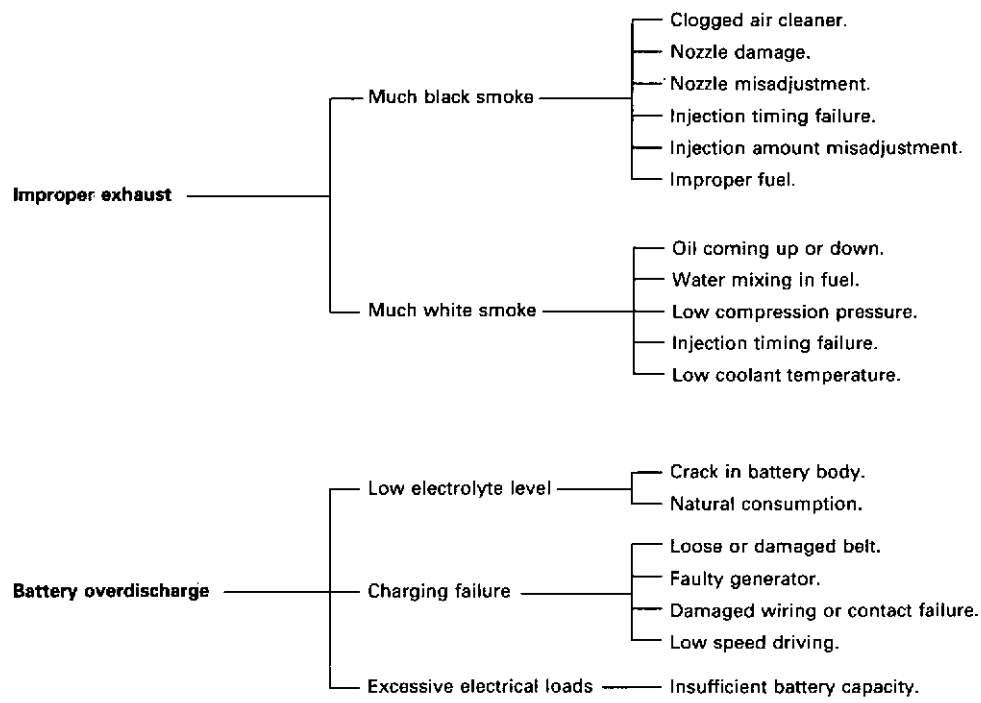 Improper exhaust
Much black smoke
Clogged air cleaner.
Nozzle damage.
Nozzle misadjustment.
Injection timing failure.
Injection amount misadjustment.
Improper fuel.
Much white smoke
Oil coming up or down.
Water mixing in fuel.
Low compression pressure.
Injection timing failure.
Low coolant temperature.
Battery overdischarge
Low electrolyte level
Crack in battery body.
Natural consumption.
Charging failure
Loose or damaged belt.
Faulty generator.
Damaged wiring or contact failure.
Low speed driving.
Excessive electrical loads
Insufficient battery capacity.